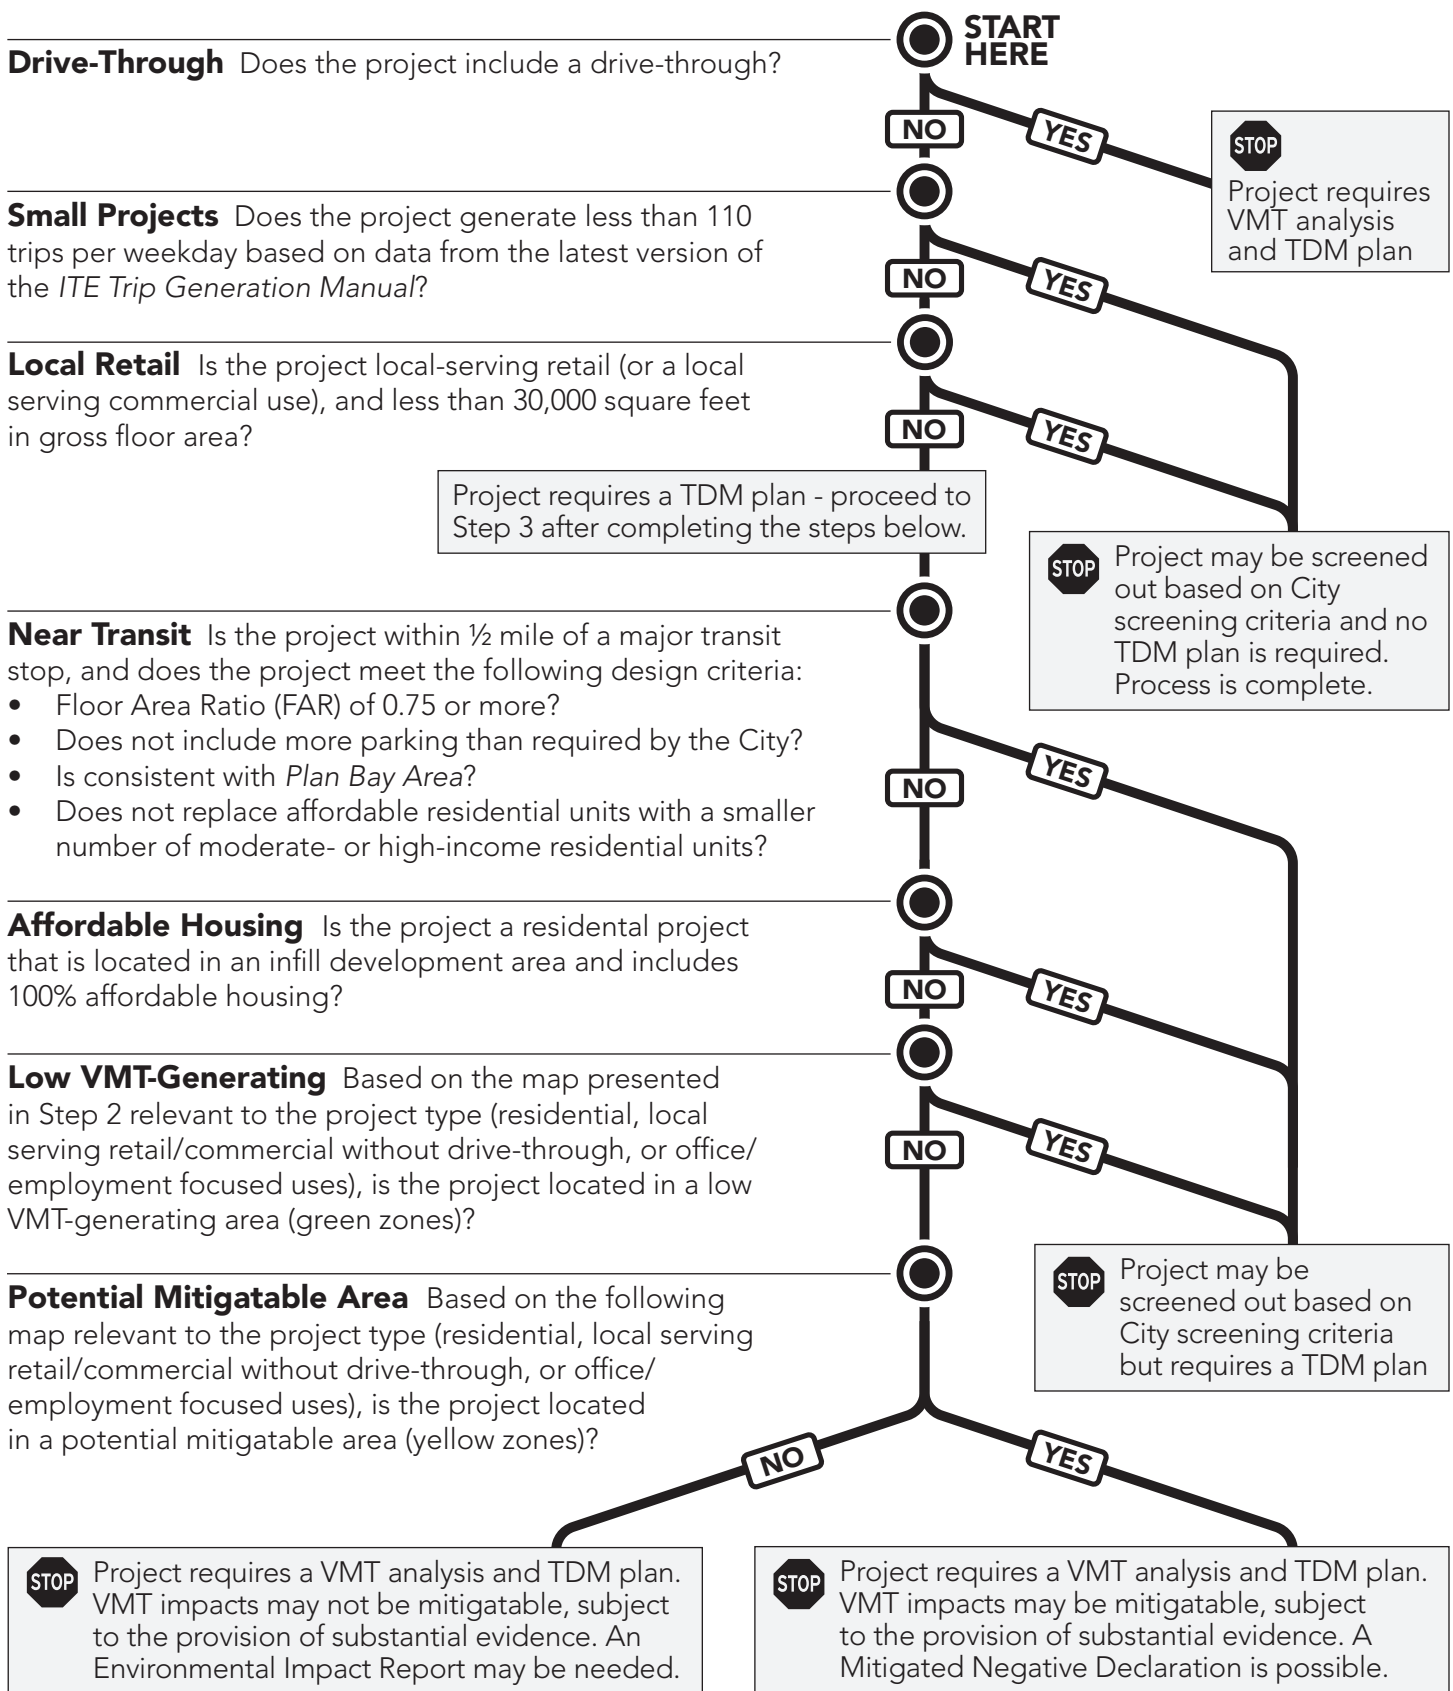 START
HERE
Drive-Through Does the project include a drive-through?
NO
YES
STOP
Project requires
VMT analysis
and TDM plan
Small Projects Does the project generate less than 110
trips per weekday based on data from the latest version of
the ITE Trip Generation Manual?
NO
YES
Local Retail Is the project local-serving retail (or a local
serving commercial use), and less than 30,000 square feet
in gross floor area?
NO
YES
Project requires a TDM plan - proceed to
Step 3 after completing the steps below.
STOP
Project may be screened
out based on City
screening criteria and no
TDM plan is required.
Process is complete.
Near Transit Is the project within ½ mile of a major transit
stop, and does the project meet the following design criteria:
• Floor Area Ratio (FAR) of 0.75 or more?
• Does not include more parking than required by the City?
• Is consistent with Plan Bay Area?
• Does not replace affordable residential units with a smaller
number of moderate- or high-income residential units?
NO
YES
Affordable Housing Is the project a residental project
that is located in an infill development area and includes
100% affordable housing?
NO
YES
Low VMT-Generating Based on the map presented
in Step 2 relevant to the project type (residential, local
serving retail/commercial without drive-through, or office/
employment focused uses), is the project located in a low
VMT-generating area (green zones)?
NO
YES
STOP
Project may be
screened out based on
City screening criteria
but requires a TDM plan
Potential Mitigatable Area Based on the following
map relevant to the project type (residential, local serving
retail/commercial without drive-through, or office/
employment focused uses), is the project located
in a potential mitigatable area (yellow zones)?
NO
YES
STOP
Project requires a VMT analysis and TDM plan.
VMT impacts may not be mitigatable, subject
to the provision of substantial evidence. An
Environmental Impact Report may be needed.
STOP
Project requires a VMT analysis and TDM plan.
VMT impacts may be mitigatable, subject
to the provision of substantial evidence. A
Mitigated Negative Declaration is possible.